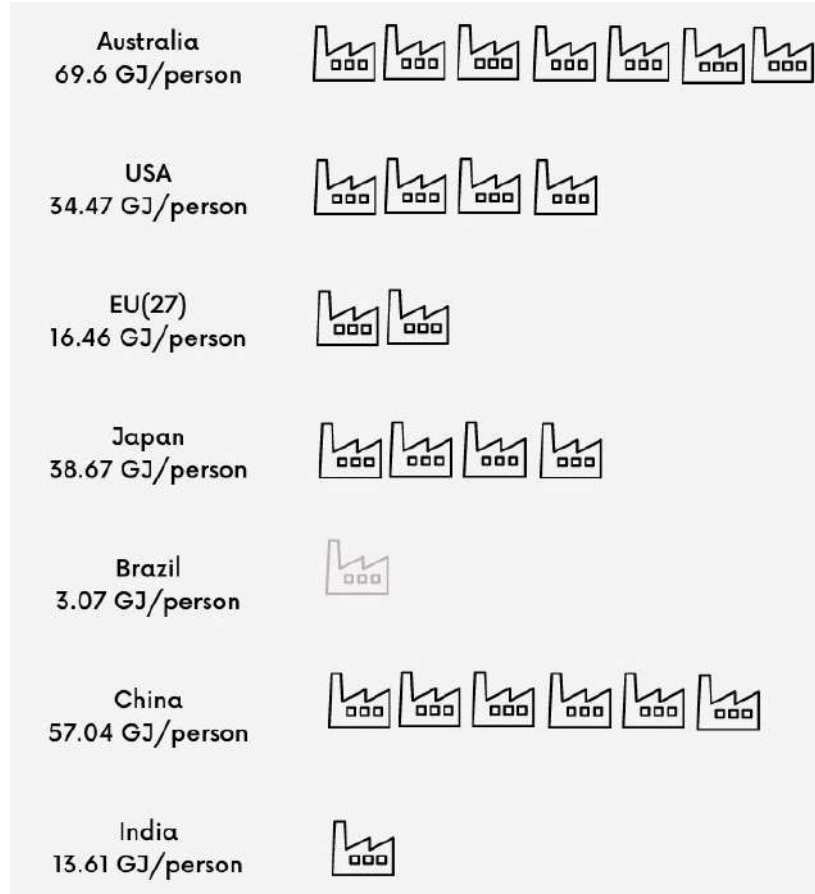 Australia
69.6 GJ/person
USA
34.47 GJ/person
EU(27)
16.46 GJ/person
Japan
38.67 GJ/person
Brazil
3.07 GJ/person
China
57.04 GJ/person
India
13.61 GJ/person